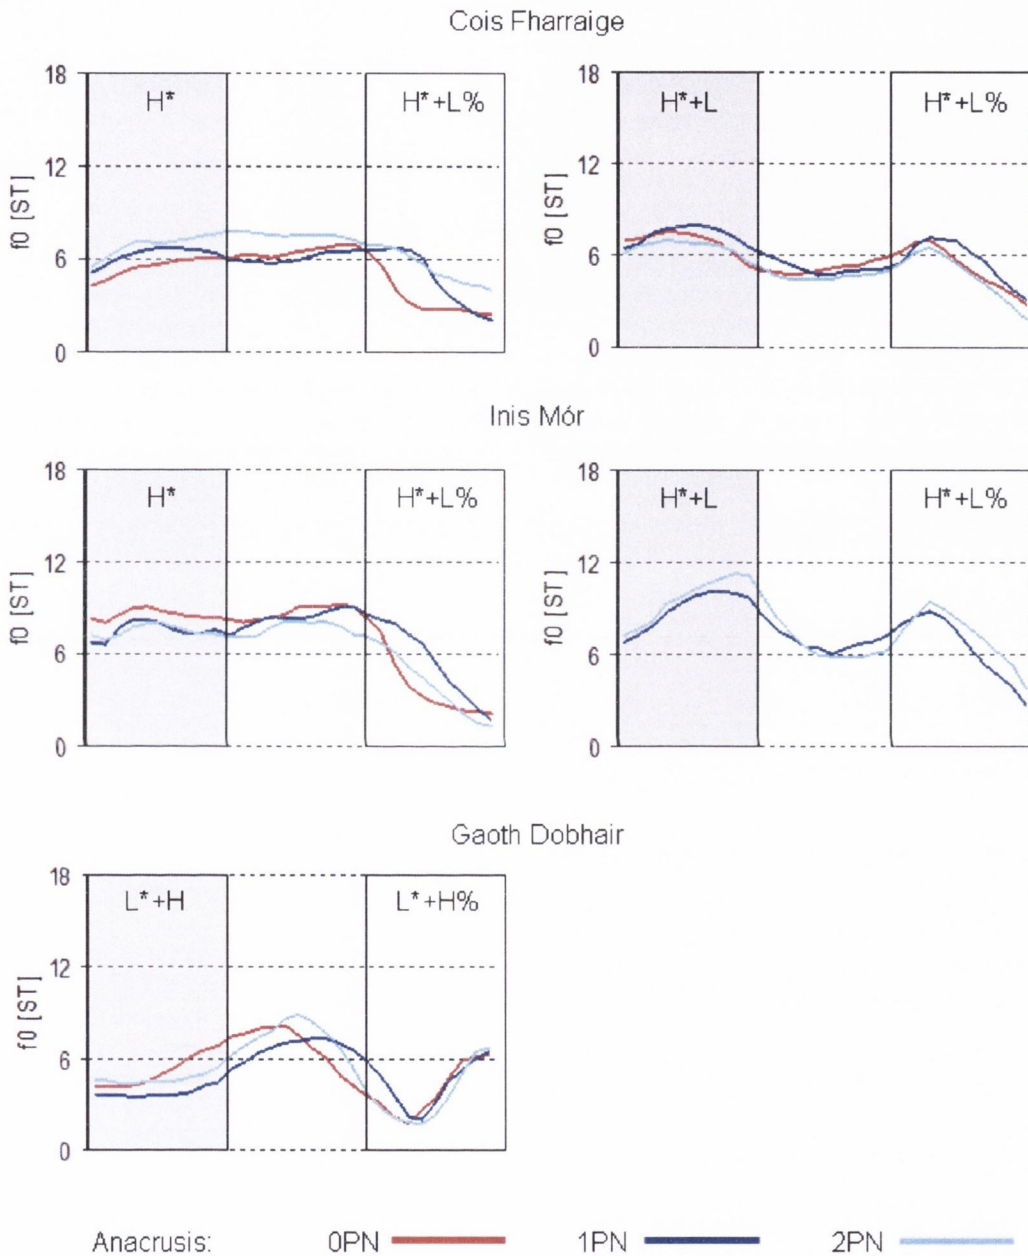 Cois Fharraige
18
12
6
0
f0 [ST]
H*
H*+L%
18
12
6
0
f0 [ST]
H*+L
H*+L%
Inis Mór
18
12
6
0
f0 [ST]
H*
H*+L%
18
12
6
0
f0 [ST]
H*+L
H*+L%
Gaoth Dobhair
18
12
6
0
f0 [ST]
L*+H
L*+H%
Anacrusis: 0PN 1PN 2PN